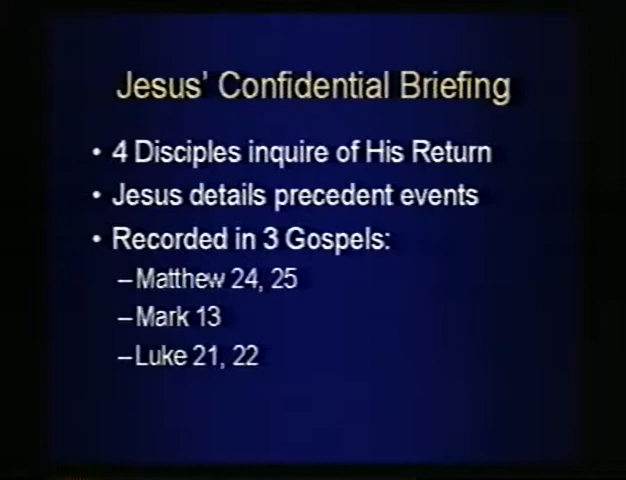 Jesus' Confidential Briefing
• 4 Disciples inquire of His Return
• Jesus details precedent events
• Recorded in 3 Gospels:
–Matthew 24, 25
–Mark 13
–Luke 21, 22